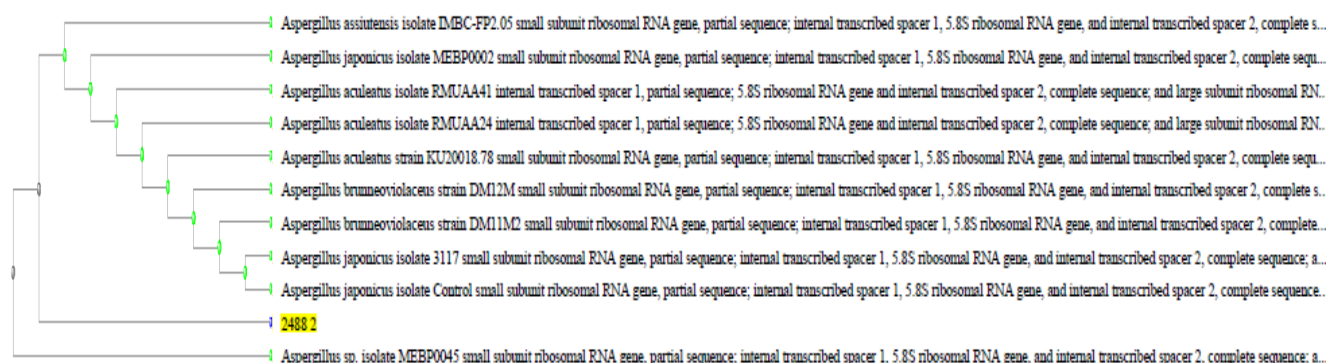 Aspergillus assiutensis isolate IMBC-FP2.05 small subunit ribosomal RNA gene, partial sequence; internal transcribed spacer 1, 5.8S ribosomal RNA gene, and internal transcribed spacer 2, complete s...
Aspergillus japonicus isolate MEBP0002 small subunit ribosomal RNA gene, partial sequence; internal transcribed spacer 1, 5.8S ribosomal RNA gene, and internal transcribed spacer 2, complete sequ...
Aspergillus aculeatus isolate RMUAA41 internal transcribed spacer 1, partial sequence; 5.8S ribosomal RNA gene and internal transcribed spacer 2, complete sequence; and large subunit ribosomal RN..
Aspergillus aculeatus isolate RMUAA24 internal transcribed spacer 1, partial sequence; 5.8S ribosomal RNA gene and internal transcribed spacer 2, complete sequence; and large subunit ribosomal RN..
Aspergillus aculeatus strain KU20018.78 small subunit ribosomal RNA gene, partial sequence; internal transcribed spacer 1, 5.8S ribosomal RNA gene, and internal transcribed spacer 2, complete sequ...
Aspergillus brunneoviolaceus strain DM12M small subunit ribosomal RNA gene, partial sequence; internal transcribed spacer 1, 5.8S ribosomal RNA gene, and internal transcribed spacer 2, complete s...
Aspergillus brunneoviolaceus strain DM11M2 small subunit ribosomal RNA gene, partial sequence; internal transcribed spacer 1, 5.8S ribosomal RNA gene, and internal transcribed spacer 2, complete...
Aspergillus japonicus isolate 3117 small subunit ribosomal RNA gene, partial sequence; internal transcribed spacer 1, 5.8S ribosomal RNA gene, and internal transcribed spacer 2, complete sequence; a...
Aspergillus japonicus isolate Control small subunit ribosomal RNA gene, partial sequence; internal transcribed spacer 1, 5.8S ribosomal RNA gene, and internal transcribed spacer 2, complete sequence..
2488 2
Aspergillus sp. isolate MEBP0045 small subunit ribosomal RNA gene, partial sequence; internal transcribed spacer 1, 5.8S ribosomal RNA gene, and internal transcribed spacer 2, complete sequence; a...